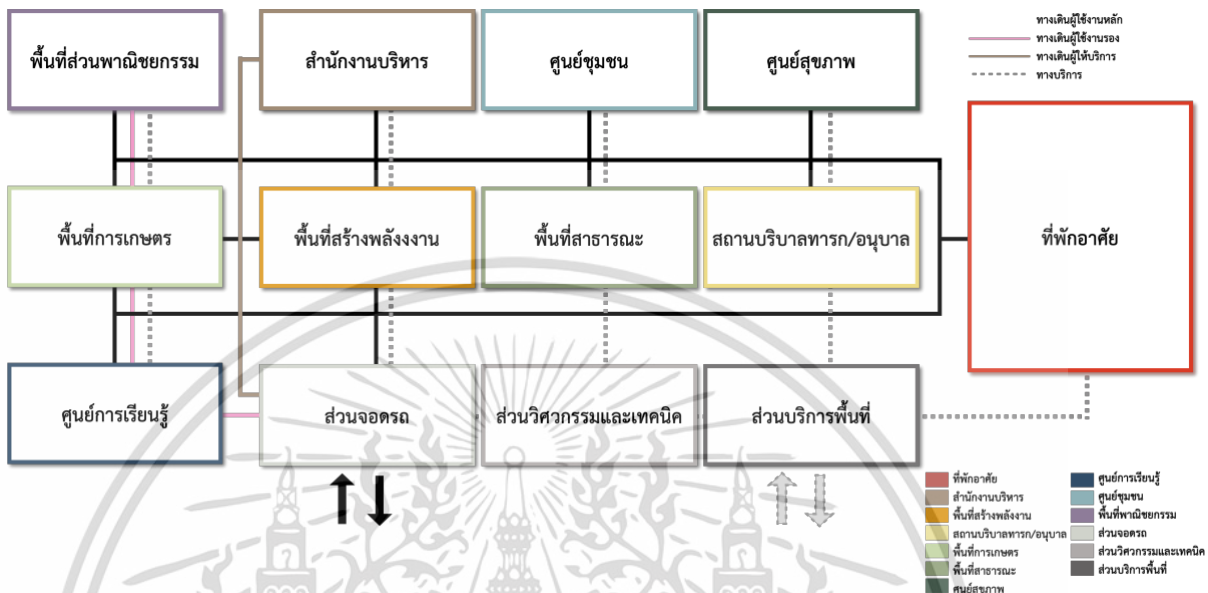 ทางเดินผู้ใช้งานหลัก
ทางเดินผู้ใช้งานรอง
ทางเดินผู้ให้บริการ
ทางบริการ
พื้นที่ส่วนพาณิชยกรรม
สำนักงานบริหาร
ศูนย์ชุมชน
ศูนย์สุขภาพ
พื้นที่การเกษตร
พื้นที่สร้างพลังงงาน
พื้นที่สาธารณะ
สถานบริบาลทารก/อนุบาล
ที่พักอาศัย
ศูนย์การเรียนรู้
ส่วนจอดรถ
ส่วนวิศวกรรมและเทคนิค
ส่วนบริการพื้นที่
ที่พักอาศัย
สำนักงานบริหาร
พื้นที่สร้างพลังงาน
สถานบริบาลทารก/อนุบาล
พื้นที่การเกษตร
พื้นที่สาธารณะ
ศูนย์สุขภาพ
ศูนย์การเรียนรู้
ศูนย์ชุมชน
พื้นที่พาณิชยกรรม
ส่วนจอดรถ
ส่วนวิศวกรรมและเทคนิค
ส่วนบริการพื้นที่